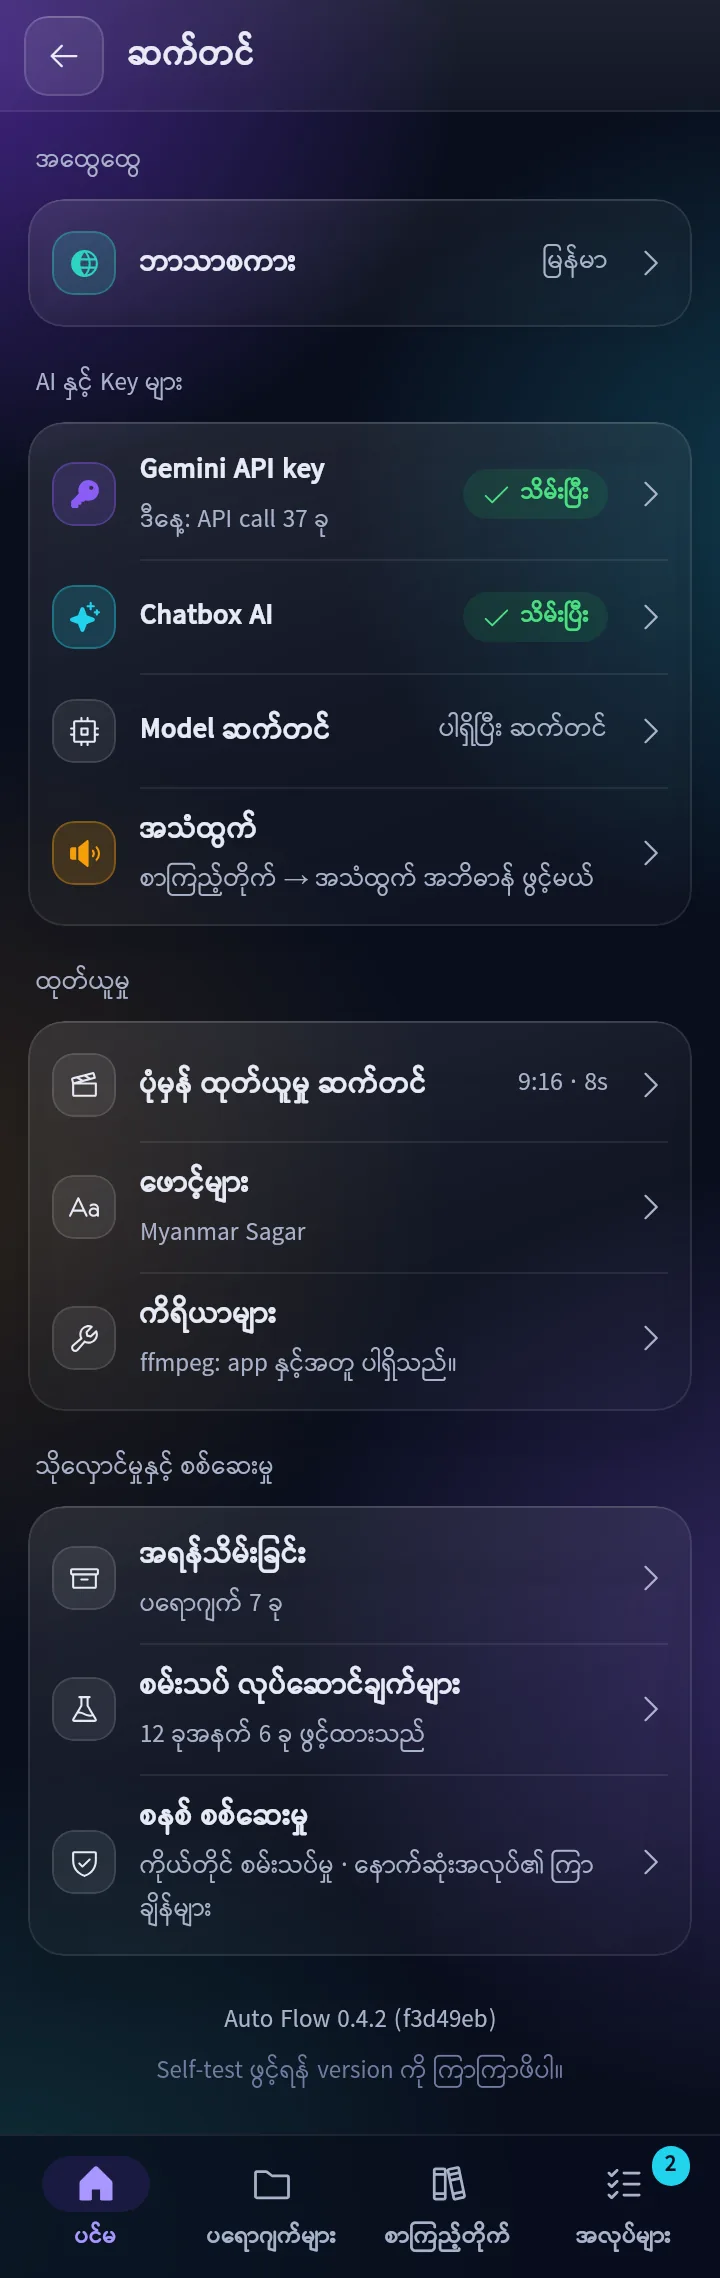 ဆက်တင်
အထွေထွေ
ဘာသာစကား
မြန်မာ
AI နှင့် Key များ
Gemini API key
ဒီနေ့: API call 37 ခု
သိမ်းပြီး
Chatbox AI
သိမ်းပြီး
Model ဆက်တင်
ပါရှိပြီး ဆက်တင်
အသံထွက်
စာကြည့်တိုက် → အသံထွက် အဘိဓာန် ဖွင့်မယ်
ထုတ်ယူမှု
ပုံမှန် ထုတ်ယူမှု ဆက်တင်
9:16 · 8s
ဖောင့်များ
Aa
Myanmar Sagar
ကိရိယာများ
ffmpeg: app နှင့်အတူ ပါရှိသည်။
သိုလှောင်မှုနှင့် စစ်ဆေးမှု
အရန်သိမ်းခြင်း
ပရောဂျက် 7 ခု
စမ်းသပ် လုပ်ဆောင်ချက်များ
12 ခုအနက် 6 ခု ဖွင့်ထားသည်
စနစ် စစ်ဆေးမှု
ကိုယ်တိုင် စမ်းသပ်မှု · နောက်ဆုံးအလုပ်၏ ကြာ
ချိန်များ
Auto Flow 0.4.2 (f3d49eb)
Self-test ဖွင့်ရန် version ကို ကြာကြာဖိပါ။
2
ပင်မ
ပရောဂျက်များ
စာကြည့်တိုက်
အလုပ်များ